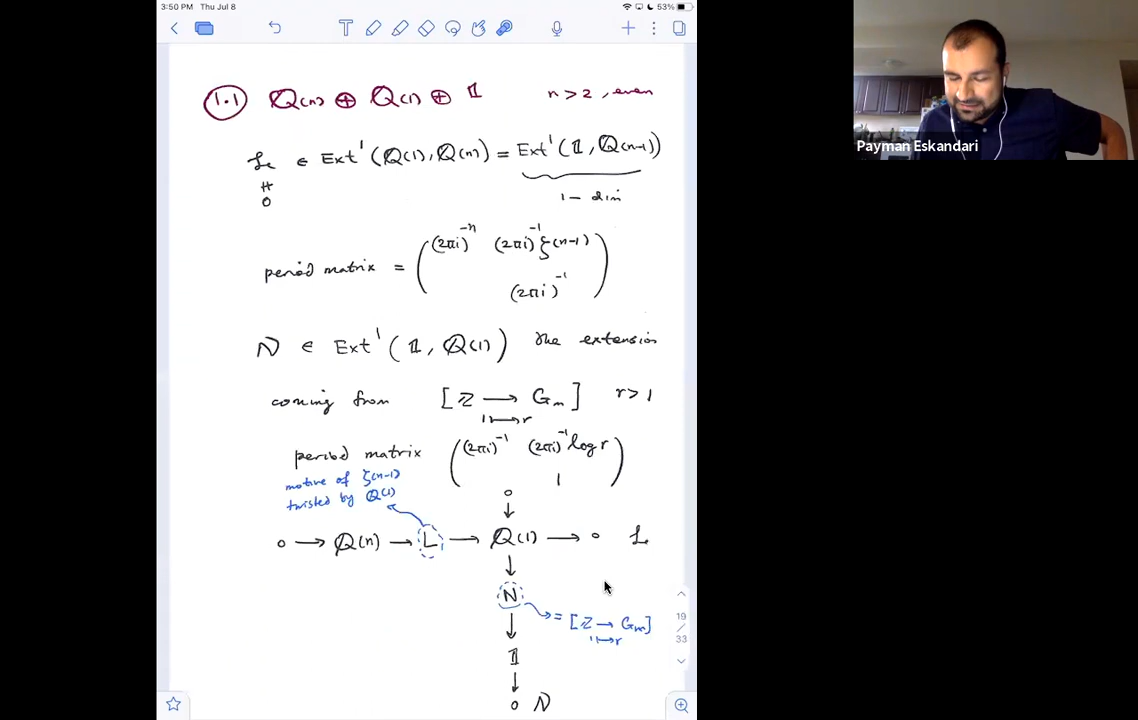 3:50 PM Thu Jul 8
53%
1.1 ℚ(n) ⊕ ℚ(1) ⊕ 𝟙 n > 2, even
ℒ ∈ Ext¹(ℚ(1), ℚ(n)) = Ext¹(𝟙, ℚ(n-1))
≠
0
1-dim
period matrix = ( (2πi)⁻ⁿ (2πi)⁻¹ ζ(n-1)
(2πi)⁻¹ )
N ∈ Ext¹(𝟙, ℚ(1)) the extension
coming from [ℤ → Gₘ] r > 1
1 ↦ r
period matrix ( (2πi)⁻¹ (2πi)⁻¹ log r
1 )
motive of ζ(n-1)
twisted by ℚ(1)
0
↓
0 → ℚ(n) → L → ℚ(1) → 0 ℒ
↓
N = [ℤ → Gₘ]
1 ↦ r
↓
𝟙
↓
0 N
19
/
33
Payman Eskandari